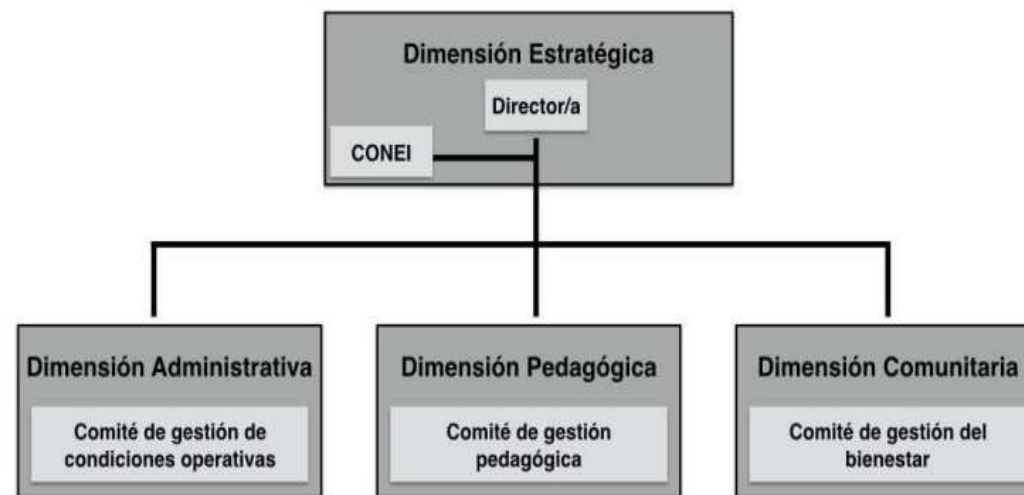 Dimensión Estratégica
Director/a
CONEI
Dimensión Administrativa
Comité de gestión de
condiciones operativas
Dimensión Pedagógica
Comité de gestión
pedagógica
Dimensión Comunitaria
Comité de gestión del
bienestar